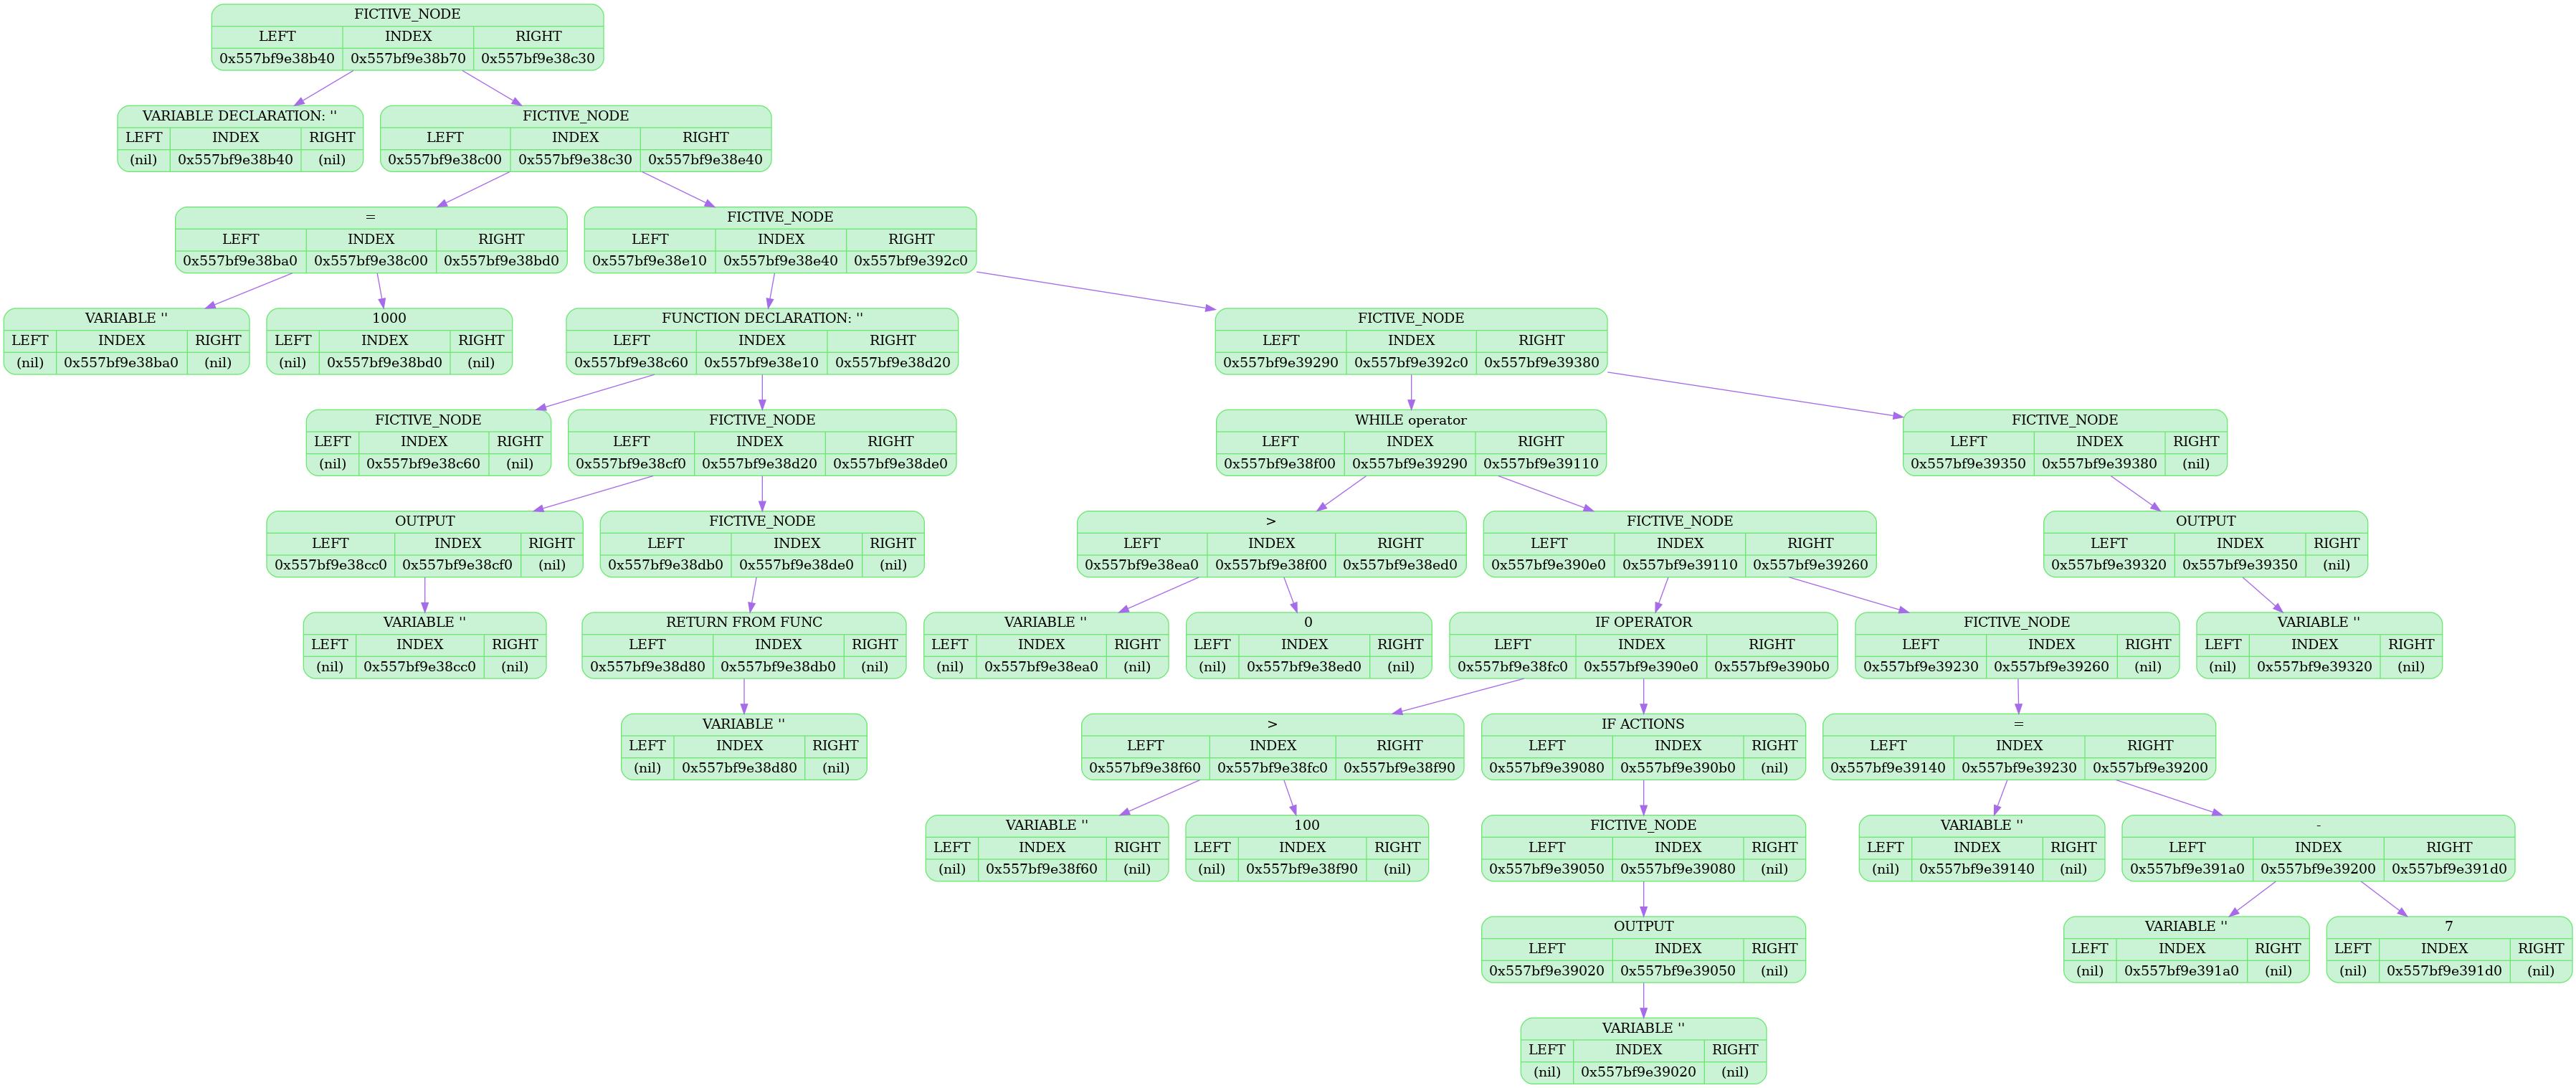 FICTIVE_NODE
LEFT INDEX RIGHT
0x557bf9e38b40 0x557bf9e38b70 0x557bf9e38c30
VARIABLE DECLARATION: ''
LEFT INDEX RIGHT
(nil) 0x557bf9e38b40 (nil)
FICTIVE_NODE
LEFT INDEX RIGHT
0x557bf9e38c00 0x557bf9e38c30 0x557bf9e38e40
=
LEFT INDEX RIGHT
0x557bf9e38ba0 0x557bf9e38c00 0x557bf9e38bd0
FICTIVE_NODE
LEFT INDEX RIGHT
0x557bf9e38e10 0x557bf9e38e40 0x557bf9e392c0
VARIABLE ''
LEFT INDEX RIGHT
(nil) 0x557bf9e38ba0 (nil)
1000
LEFT INDEX RIGHT
(nil) 0x557bf9e38bd0 (nil)
FUNCTION DECLARATION: ''
LEFT INDEX RIGHT
0x557bf9e38c60 0x557bf9e38e10 0x557bf9e38d20
FICTIVE_NODE
LEFT INDEX RIGHT
0x557bf9e39290 0x557bf9e392c0 0x557bf9e39380
FICTIVE_NODE
LEFT INDEX RIGHT
(nil) 0x557bf9e38c60 (nil)
FICTIVE_NODE
LEFT INDEX RIGHT
0x557bf9e38cf0 0x557bf9e38d20 0x557bf9e38de0
WHILE operator
LEFT INDEX RIGHT
0x557bf9e38f00 0x557bf9e39290 0x557bf9e39110
FICTIVE_NODE
LEFT INDEX RIGHT
0x557bf9e39350 0x557bf9e39380 (nil)
OUTPUT
LEFT INDEX RIGHT
0x557bf9e38cc0 0x557bf9e38cf0 (nil)
FICTIVE_NODE
LEFT INDEX RIGHT
0x557bf9e38db0 0x557bf9e38de0 (nil)
>
LEFT INDEX RIGHT
0x557bf9e38ea0 0x557bf9e38f00 0x557bf9e38ed0
FICTIVE_NODE
LEFT INDEX RIGHT
0x557bf9e390e0 0x557bf9e39110 0x557bf9e39260
OUTPUT
LEFT INDEX RIGHT
0x557bf9e39320 0x557bf9e39350 (nil)
VARIABLE ''
LEFT INDEX RIGHT
(nil) 0x557bf9e38cc0 (nil)
RETURN FROM FUNC
LEFT INDEX RIGHT
0x557bf9e38d80 0x557bf9e38db0 (nil)
VARIABLE ''
LEFT INDEX RIGHT
(nil) 0x557bf9e38ea0 (nil)
0
LEFT INDEX RIGHT
(nil) 0x557bf9e38ed0 (nil)
IF OPERATOR
LEFT INDEX RIGHT
0x557bf9e38fc0 0x557bf9e390e0 0x557bf9e390b0
FICTIVE_NODE
LEFT INDEX RIGHT
0x557bf9e39230 0x557bf9e39260 (nil)
VARIABLE ''
LEFT INDEX RIGHT
(nil) 0x557bf9e39320 (nil)
VARIABLE ''
LEFT INDEX RIGHT
(nil) 0x557bf9e38d80 (nil)
>
LEFT INDEX RIGHT
0x557bf9e38f60 0x557bf9e38fc0 0x557bf9e38f90
IF ACTIONS
LEFT INDEX RIGHT
0x557bf9e39080 0x557bf9e390b0 (nil)
=
LEFT INDEX RIGHT
0x557bf9e39140 0x557bf9e39230 0x557bf9e39200
VARIABLE ''
LEFT INDEX RIGHT
(nil) 0x557bf9e38f60 (nil)
100
LEFT INDEX RIGHT
(nil) 0x557bf9e38f90 (nil)
FICTIVE_NODE
LEFT INDEX RIGHT
0x557bf9e39050 0x557bf9e39080 (nil)
VARIABLE ''
LEFT INDEX RIGHT
(nil) 0x557bf9e39140 (nil)
-
LEFT INDEX RIGHT
0x557bf9e391a0 0x557bf9e39200 0x557bf9e391d0
OUTPUT
LEFT INDEX RIGHT
0x557bf9e39020 0x557bf9e39050 (nil)
VARIABLE ''
LEFT INDEX RIGHT
(nil) 0x557bf9e391a0 (nil)
7
LEFT INDEX RIGHT
(nil) 0x557bf9e391d0 (nil)
VARIABLE ''
LEFT INDEX RIGHT
(nil) 0x557bf9e39020 (nil)